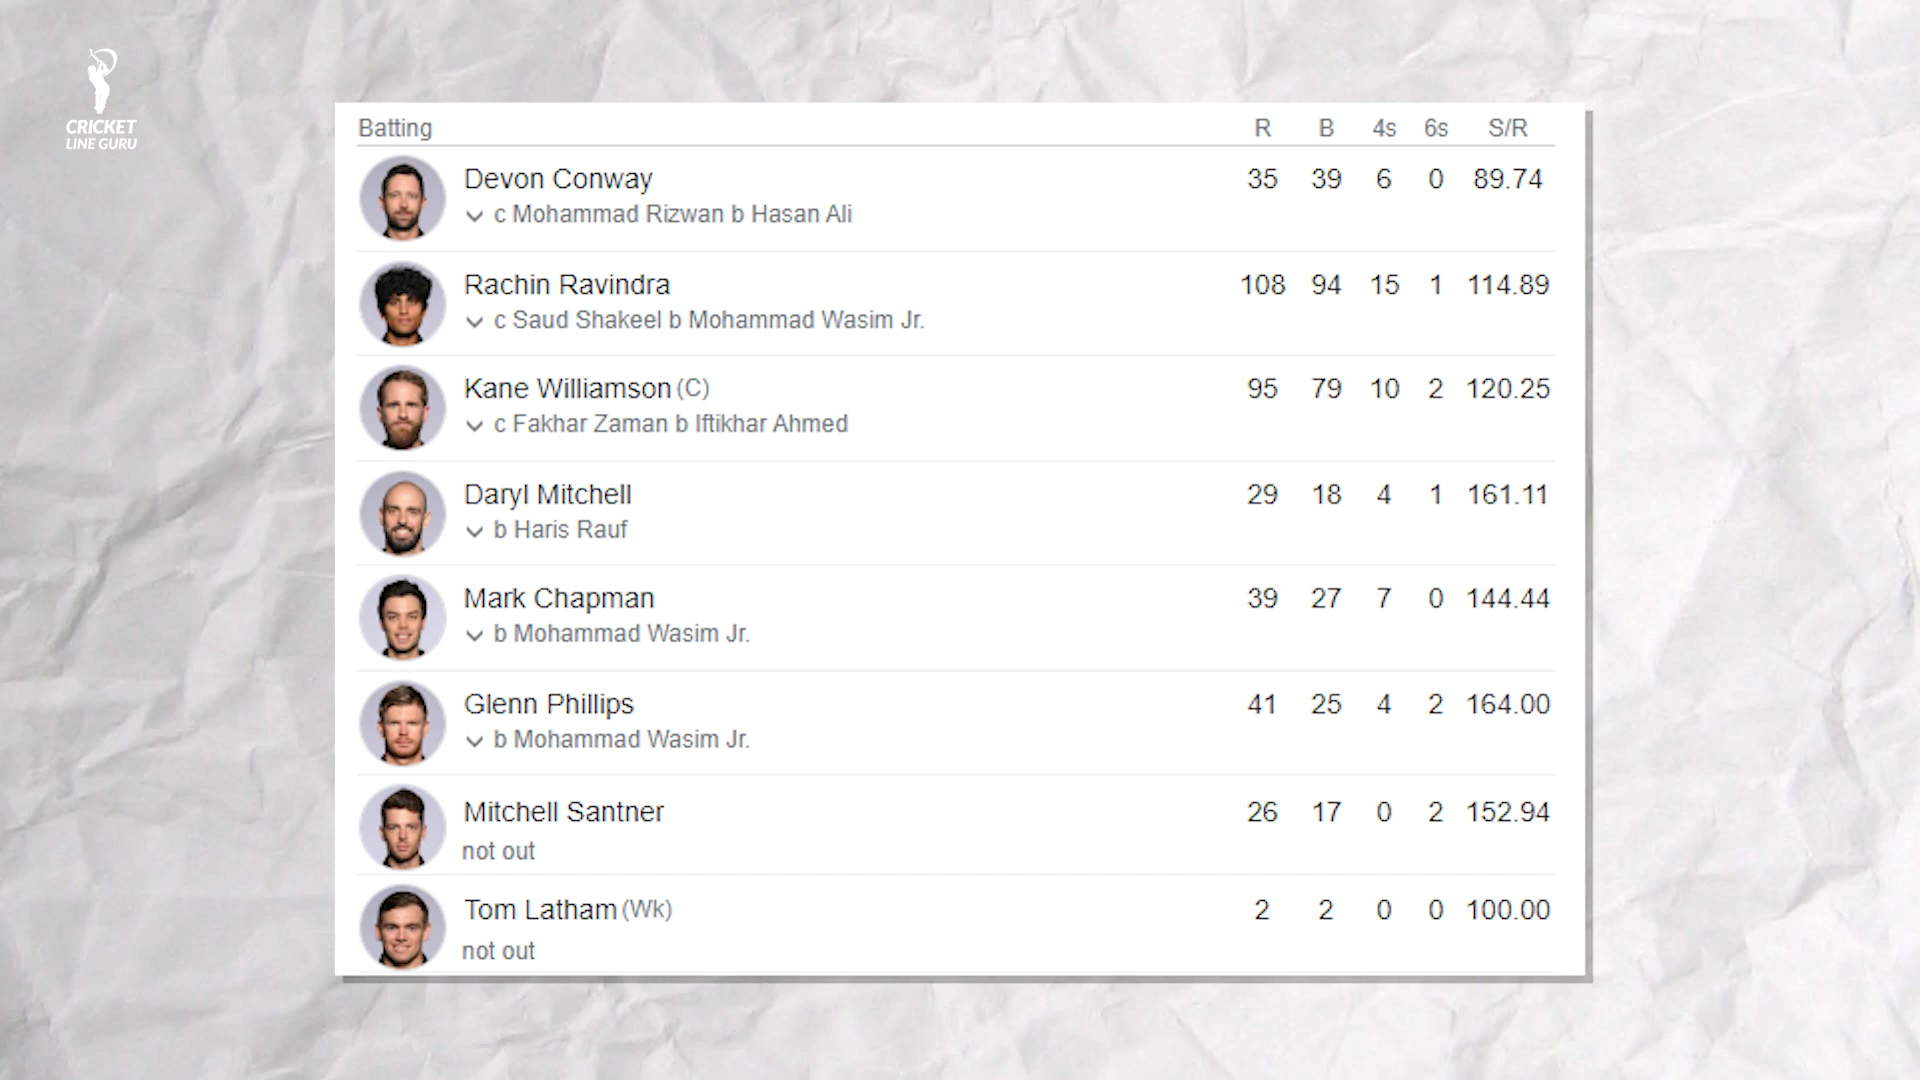 CRICKET
LINE GURU
Batting R B 4s 6s S/R
Devon Conway 35 39 6 0 89.74
c Mohammad Rizwan b Hasan Ali
Rachin Ravindra 108 94 15 1 114.89
c Saud Shakeel b Mohammad Wasim Jr.
Kane Williamson (C) 95 79 10 2 120.25
c Fakhar Zaman b Iftikhar Ahmed
Daryl Mitchell 29 18 4 1 161.11
b Haris Rauf
Mark Chapman 39 27 7 0 144.44
b Mohammad Wasim Jr.
Glenn Phillips 41 25 4 2 164.00
b Mohammad Wasim Jr.
Mitchell Santner 26 17 0 2 152.94
not out
Tom Latham (Wk) 2 2 0 0 100.00
not out